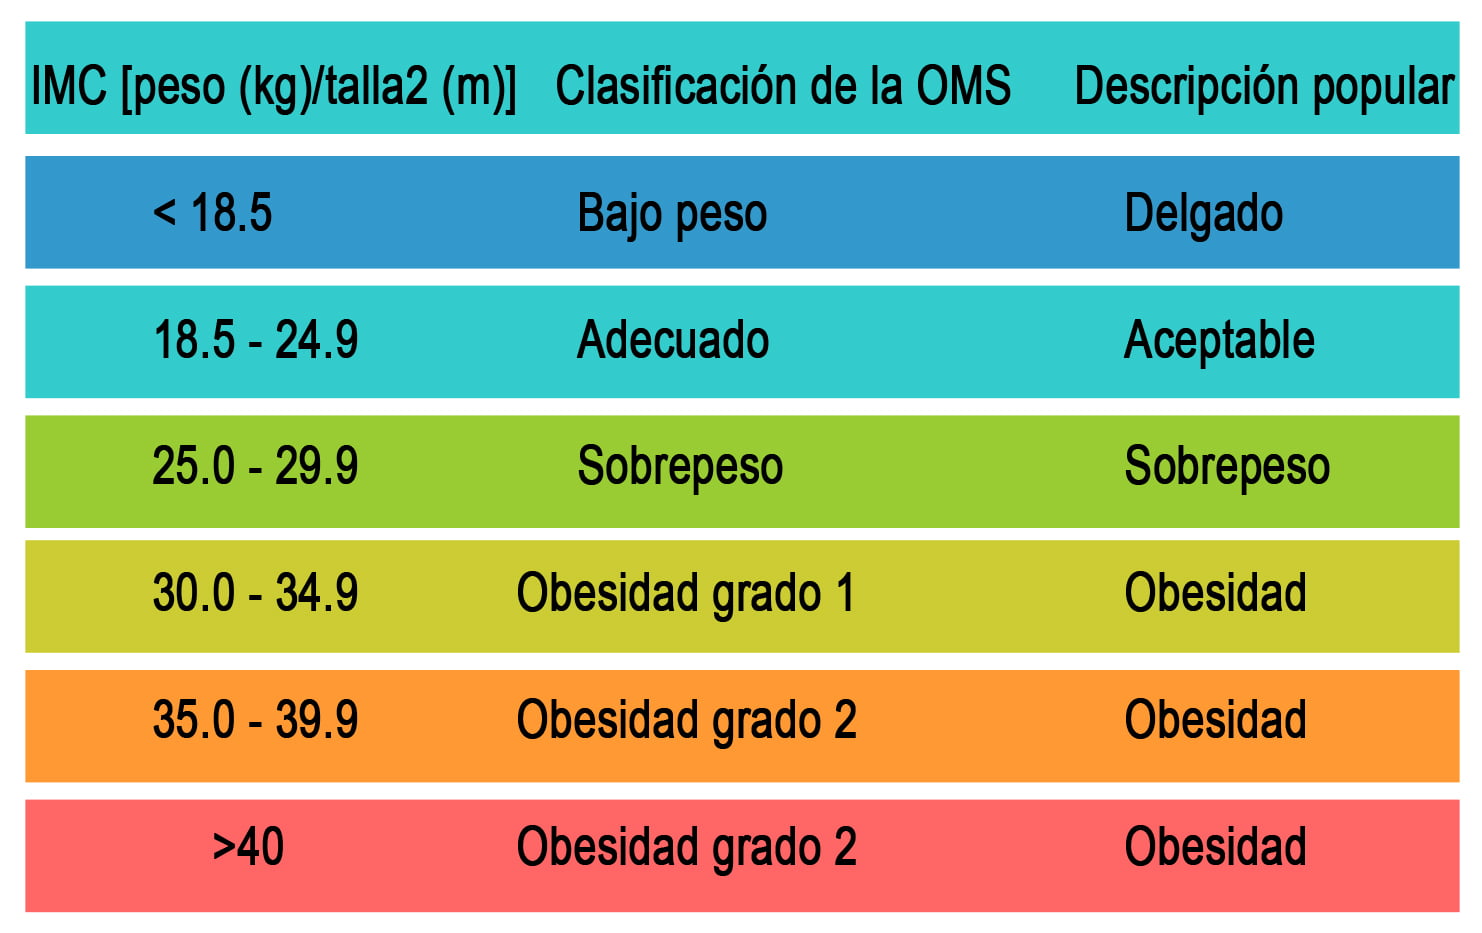 IMC [peso (kg)/talla2 (m)] Clasificación de la OMS Descripción popular
< 18.5 Bajo peso Delgado
18.5 - 24.9 Adecuado Aceptable
25.0 - 29.9 Sobrepeso Sobrepeso
30.0 - 34.9 Obesidad grado 1 Obesidad
35.0 - 39.9 Obesidad grado 2 Obesidad
>40 Obesidad grado 2 Obesidad